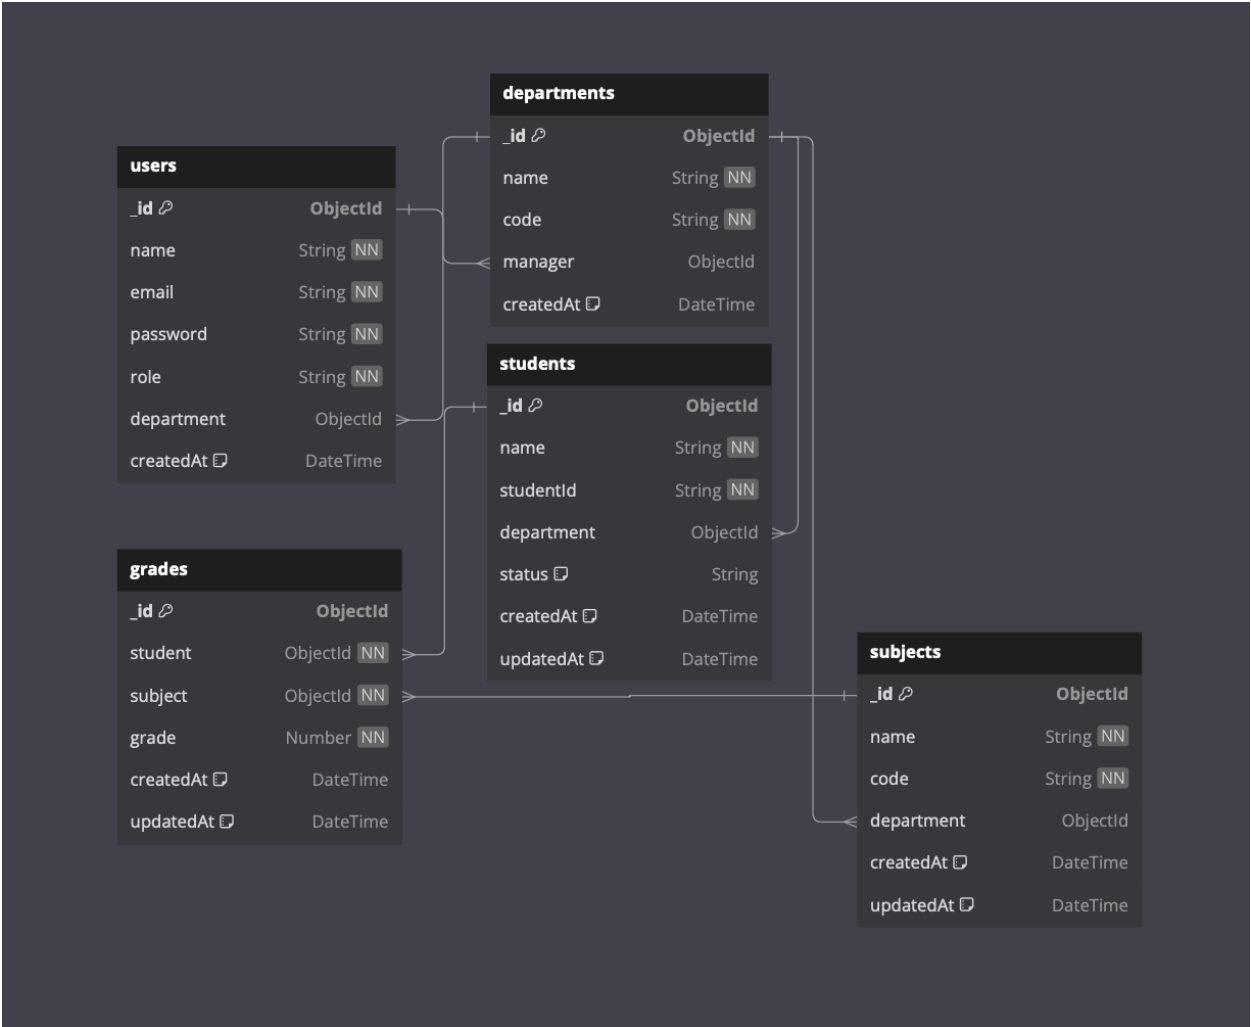 departments
_id ObjectId
name String NN
code String NN
manager ObjectId
createdAt DateTime
users
_id ObjectId
name String NN
email String NN
password String NN
role String NN
department ObjectId
createdAt DateTime
students
_id ObjectId
name String NN
studentId String NN
department ObjectId
status String
createdAt DateTime
updatedAt DateTime
grades
_id ObjectId
student ObjectId NN
subject ObjectId NN
grade Number NN
createdAt DateTime
updatedAt DateTime
subjects
_id ObjectId
name String NN
code String NN
department ObjectId
createdAt DateTime
updatedAt DateTime